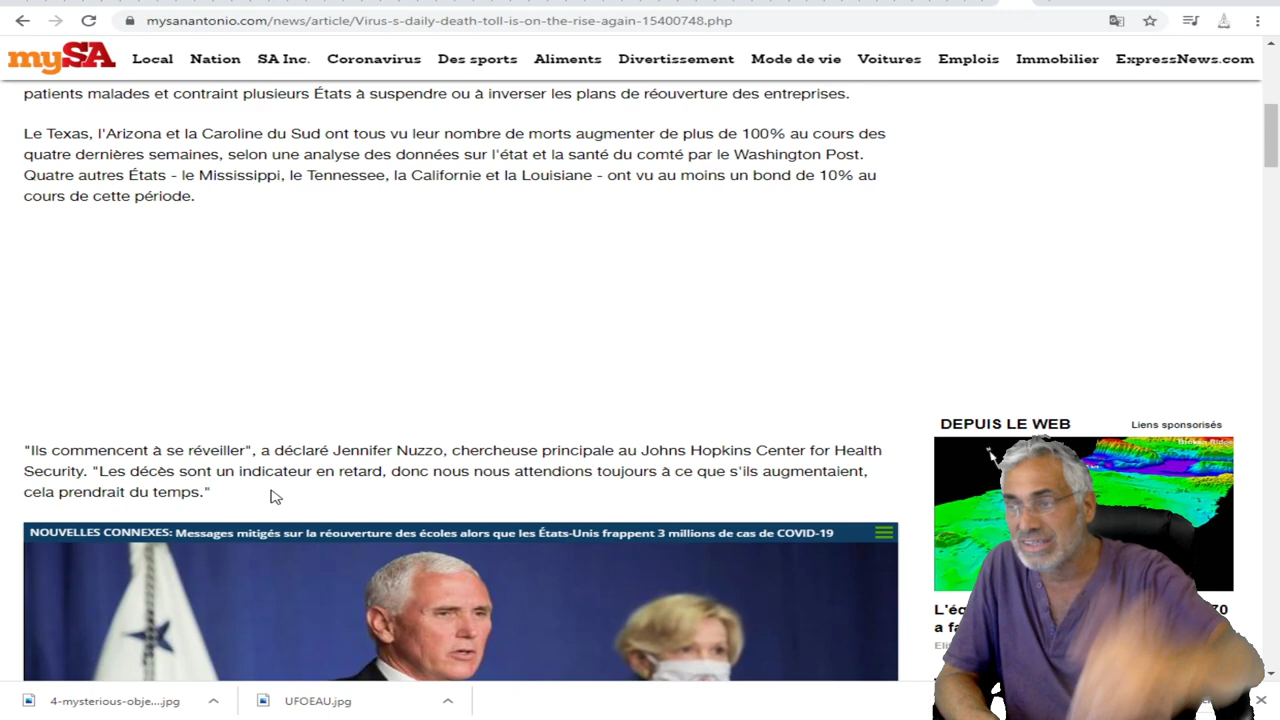 mysanantonio.com/news/article/Virus-s-daily-death-toll-is-on-the-rise-again-15400748.php
mySA Local Nation SA Inc. Coronavirus Des sports Aliments Divertissement Mode de vie Voitures Emplois Immobilier ExpressNews.com
patients malades et contraint plusieurs États à suspendre ou à inverser les plans de réouverture des entreprises.
Le Texas, l'Arizona et la Caroline du Sud ont tous vu leur nombre de morts augmenter de plus de 100% au cours des
quatre dernières semaines, selon une analyse des données sur l'état et la santé du comté par le Washington Post.
Quatre autres États - le Mississippi, le Tennessee, la Californie et la Louisiane - ont vu au moins un bond de 10% au
cours de cette période.
DEPUIS LE WEB Liens sponsorisés
"Ils commencent à se réveiller", a déclaré Jennifer Nuzzo, chercheuse principale au Johns Hopkins Center for Health
Security. "Les décès sont un indicateur en retard, donc nous nous attendions toujours à ce que s'ils augmentaient,
cela prendrait du temps."
NOUVELLES CONNEXES: Messages mitigés sur la réouverture des écoles alors que les États-Unis frappent 3 millions de cas de COVID-19
70
a
4-mysterious-obje....jpg UFOEAU.jpg